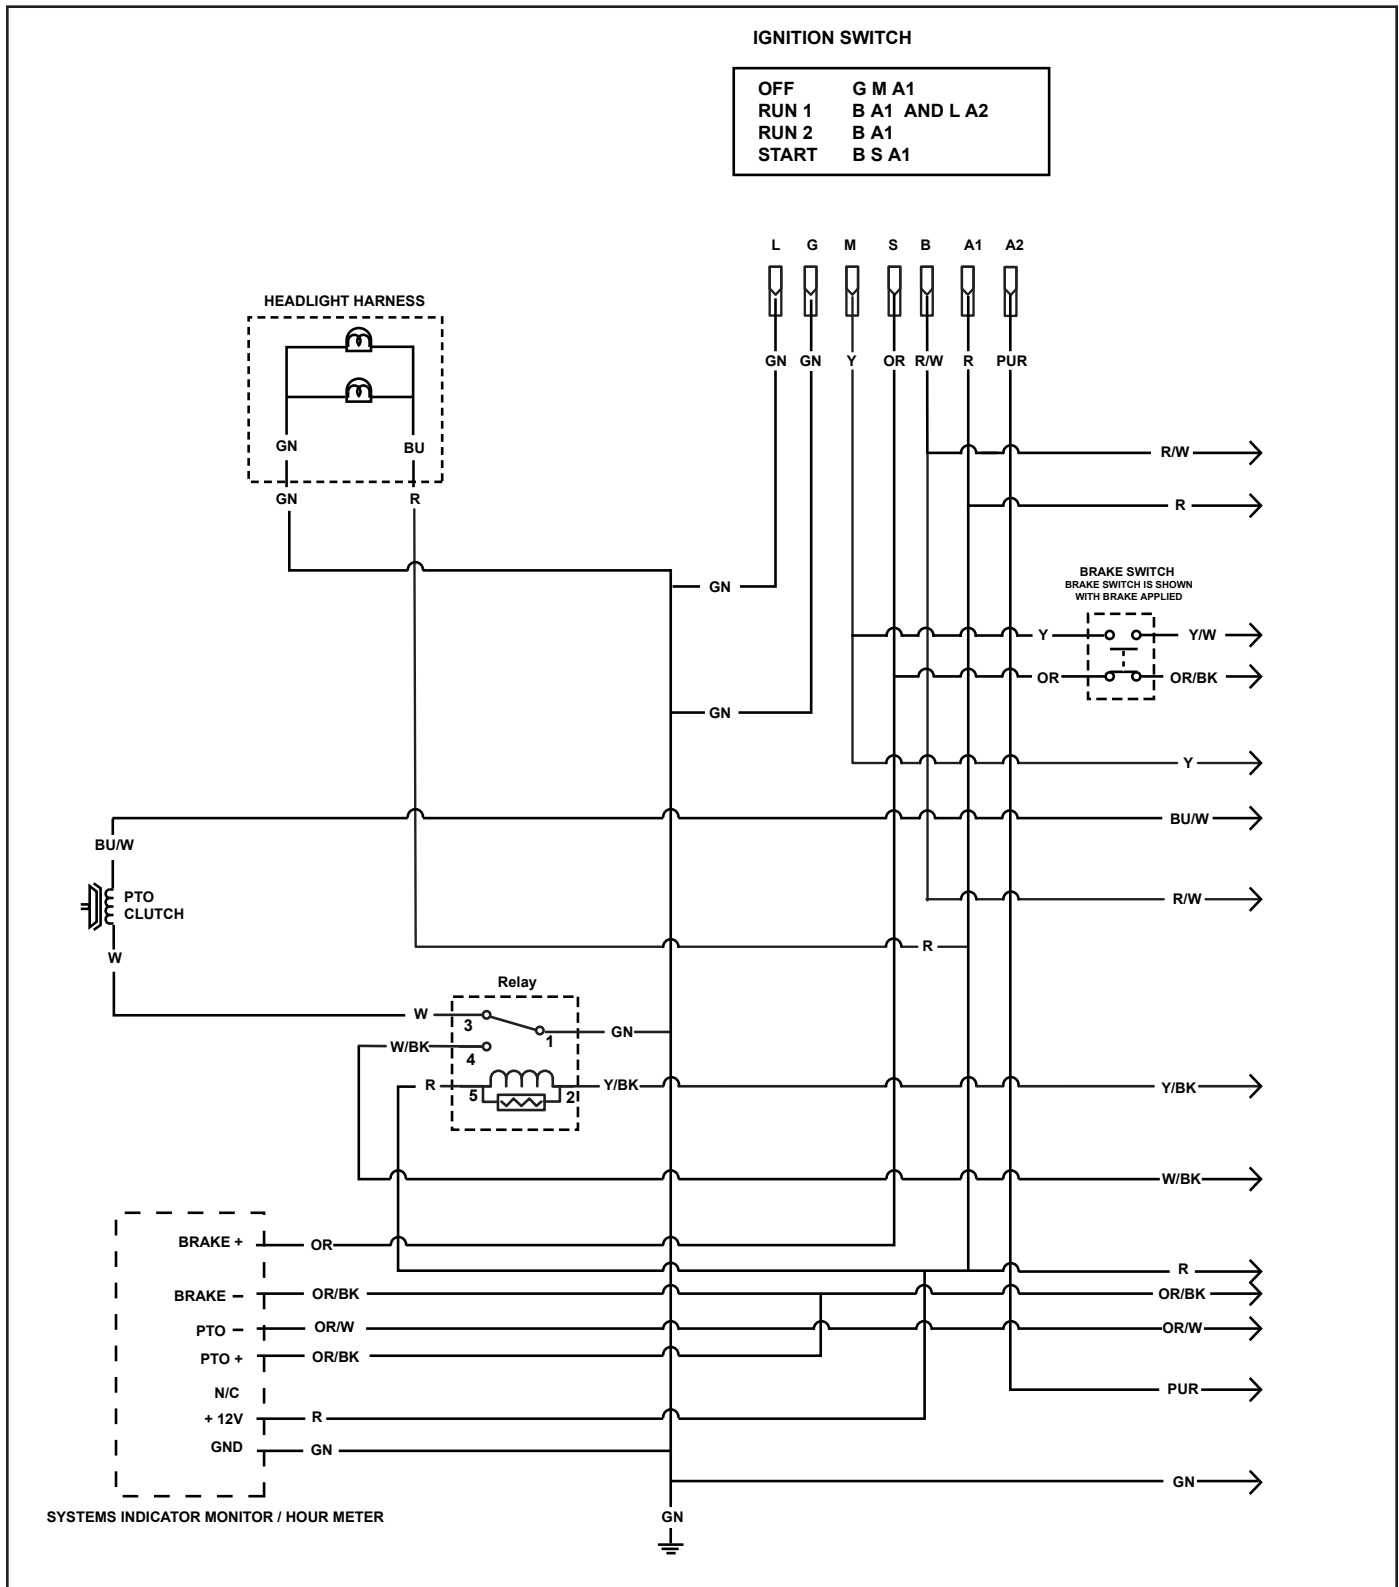 IGNITION SWITCH
OFF G M A1
RUN 1 B A1 AND L A2
RUN 2 B A1
START B S A1
L G M S B A1 A2
HEADLIGHT HARNESS
GN GN Y OR R/W R PUR
GN BU
R/W
GN R
R
BRAKE SWITCH
BRAKE SWITCH IS SHOWN
WITH BRAKE APPLIED
GN
Y Y/W
OR OR/BK
GN
Y
BU/W
BU/W
PTO
CLUTCH
R/W
R
W
Relay
W 3
1 GN
W/BK 4
R 5 2 Y/BK Y/BK
W/BK
BRAKE + OR
R
BRAKE – OR/BK OR/BK
PTO – OR/W OR/W
PTO + OR/BK
N/C PUR
+ 12V R
GND GN
GN
SYSTEMS INDICATOR MONITOR / HOUR METER
GN